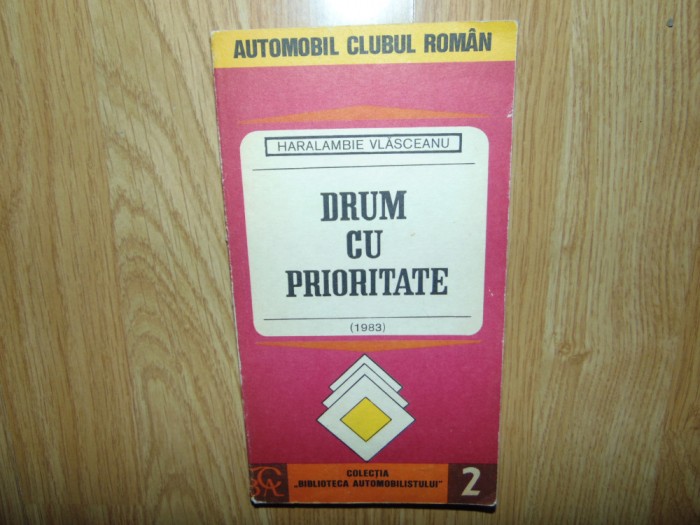 AUTOMOBIL CLUBUL ROMÂN
HARALAMBIE VLĂSCEANU
DRUM
CU
PRIORITATE
(1983)
COLECȚIA
„BIBLIOTECA AUTOMOBILISTULUI"
2